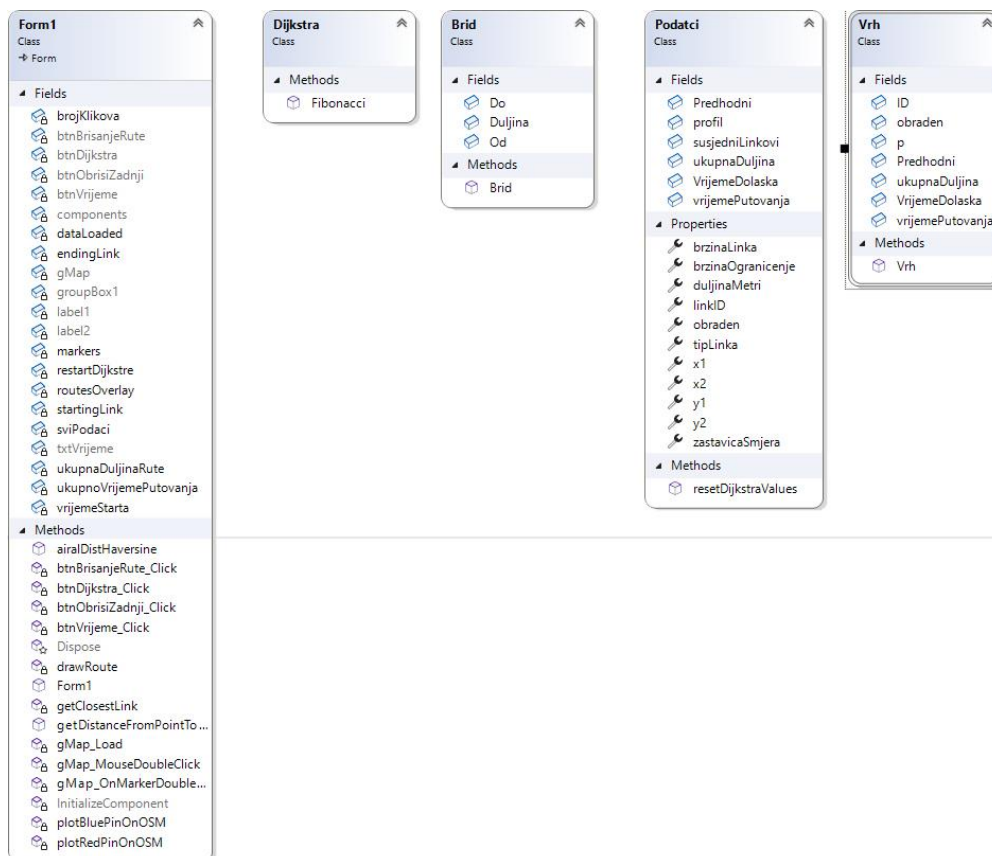 Form1
Class
Form
Fields
brojKlikova
btnBrisanjeRute
btnDijkstra
btnObrisiZadnji
btnVrijeme
components
dataLoaded
endingLink
gMap
groupBox1
label1
label2
markers
restartDijkstre
routesOverlay
startingLink
sviPodaci
txtVrijeme
ukupnaDuljinaRute
ukupnoVrijemePutovanja
vrijemeStarta
Methods
airalDistHaversine
btnBrisanjeRute_Click
btnDijkstra_Click
btnObrisiZadnji_Click
btnVrijeme_Click
Dispose
drawRoute
Form1
getClosestLink
getDistanceFromPointTo...
gMap_Load
gMap_MouseDoubleClick
gMap_OnMarkerDouble...
InitializeComponent
plotBluePinOnOSM
plotRedPinOnOSM
Dijkstra
Class
Methods
Fibonacci
Brid
Class
Fields
Do
Duljina
Od
Methods
Brid
Podatci
Class
Fields
Predhodni
profil
susjedniLinkovi
ukupnaDuljina
VrijemeDolaska
vrijemePutovanja
Properties
brzinaLinka
brzinaOgranicenje
duljinaMetri
linkID
obraden
tipLinka
x1
x2
y1
y2
zastavicaSmjera
Methods
resetDijkstraValues
Vrh
Class
Fields
ID
obraden
p
Predhodni
ukupnaDuljina
VrijemeDolaska
vrijemePutovanja
Methods
Vrh